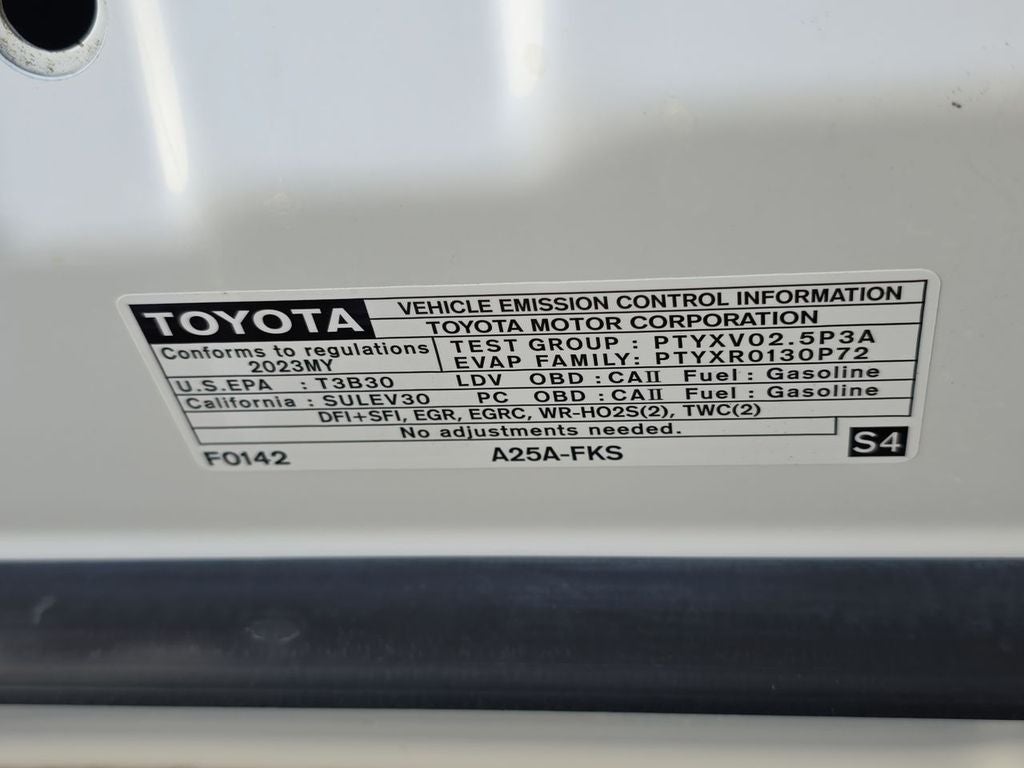 TOYOTA VEHICLE EMISSION CONTROL INFORMATION
TOYOTA MOTOR CORPORATION
Conforms to regulations
2023MY
TEST GROUP : PTYXV02.5P3A
EVAP FAMILY: PTYXR0130P72
U.S.EPA : T3B30 LDV OBD : CAII Fuel : Gasoline
California : SULEV30 PC OBD : CAII Fuel : Gasoline
DFI+SFI, EGR, EGRC, WR-HO2S(2), TWC(2)
No adjustments needed.
F0142 A25A-FKS S4